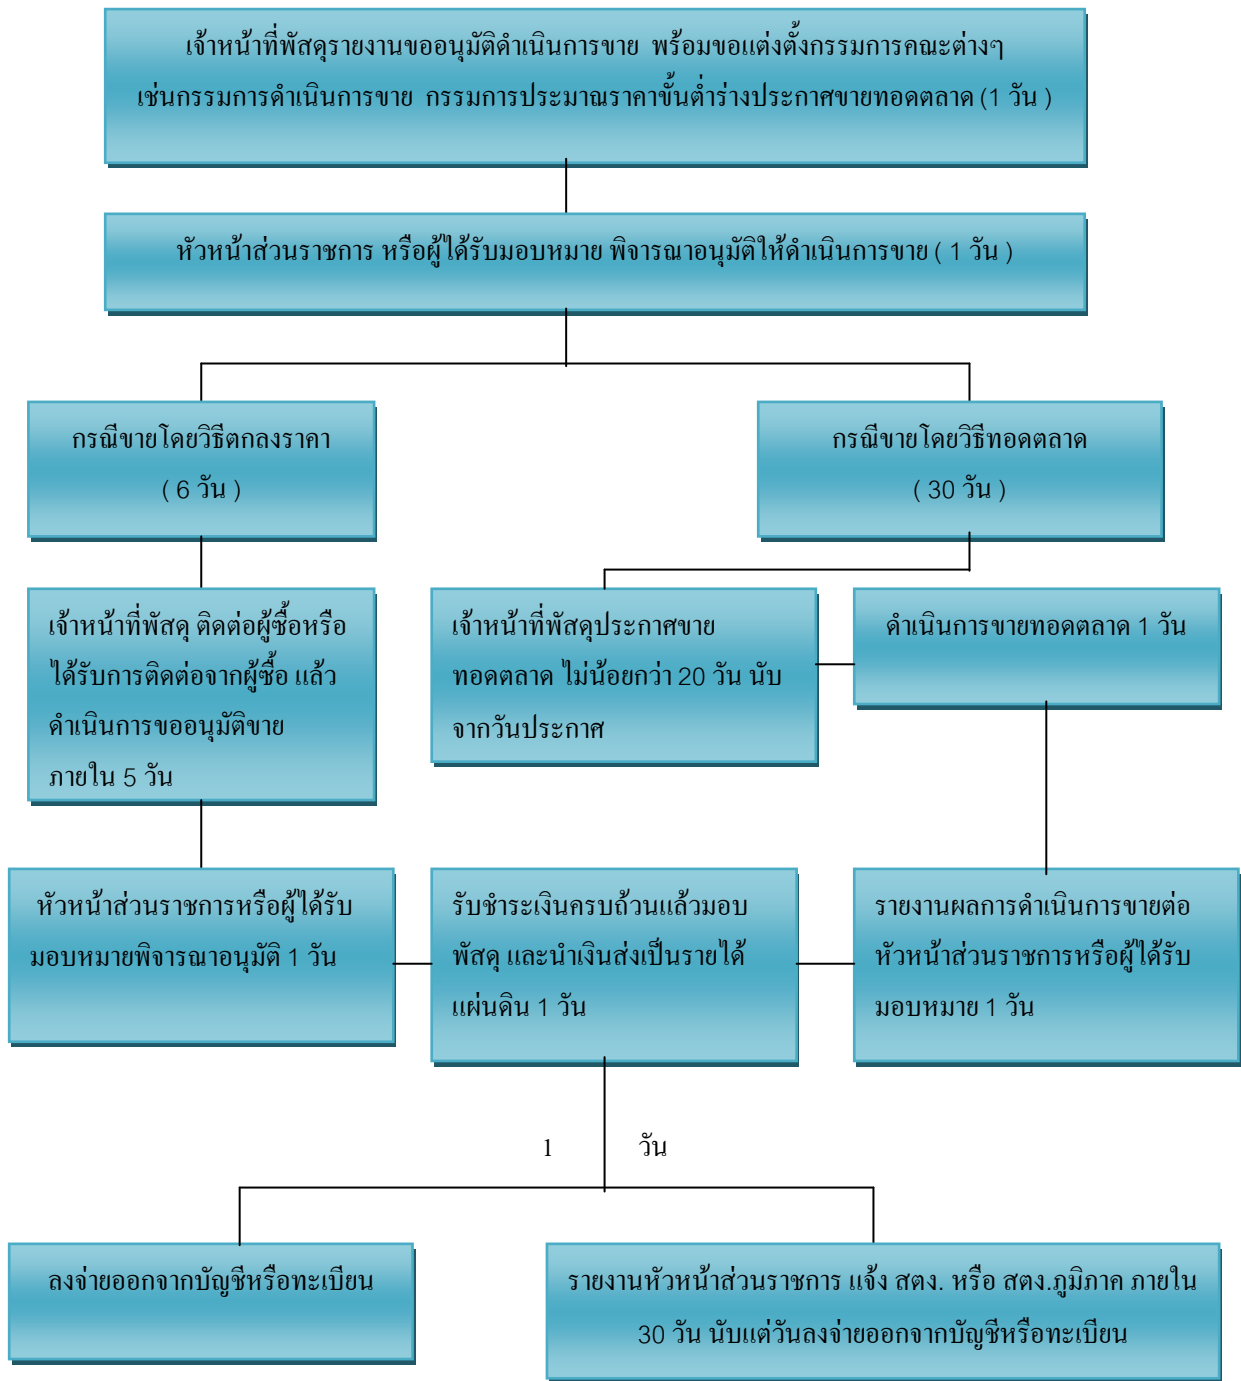 เจ้าหน้าที่พัสดุรายงานขออนุมัติดำเนินการขาย พร้อมขอแต่งตั้งกรรมการคณะต่างๆ
เช่นกรรมการดำเนินการขาย กรรมการประมาณราคาขั้นต่ำร่างประกาศขายทอดตลาด (1 วัน )
หัวหน้าส่วนราชการ หรือผู้ได้รับมอบหมาย พิจารณาอนุมัติให้ดำเนินการขาย ( 1 วัน )
กรณีขายโดยวิธีตกลงราคา
( 6 วัน )
กรณีขายโดยวิธีทอดตลาด
( 30 วัน )
เจ้าหน้าที่พัสดุ ติดต่อผู้ซื้อหรือ
ได้รับการติดต่อจากผู้ซื้อ แล้ว
ดำเนินการขออนุมัติขาย
ภายใน 5 วัน
เจ้าหน้าที่พัสดุประกาศขาย
ทอดตลาด ไม่น้อยกว่า 20 วัน นับ
จากวันประกาศ
ดำเนินการขายทอดตลาด 1 วัน
หัวหน้าส่วนราชการหรือผู้ได้รับ
มอบหมายพิจารณาอนุมัติ 1 วัน
รับชำระเงินครบถ้วนแล้วมอบ
พัสดุ และนำเงินส่งเป็นรายได้
แผ่นดิน 1 วัน
รายงานผลการดำเนินการขายต่อ
หัวหน้าส่วนราชการหรือผู้ได้รับ
มอบหมาย 1 วัน
1 วัน
ลงจ่ายออกจากบัญชีหรือทะเบียน
รายงานหัวหน้าส่วนราชการ แจ้ง สตง. หรือ สตง.ภูมิภาค ภายใน
30 วัน นับแต่วันลงจ่ายออกจากบัญชีหรือทะเบียน